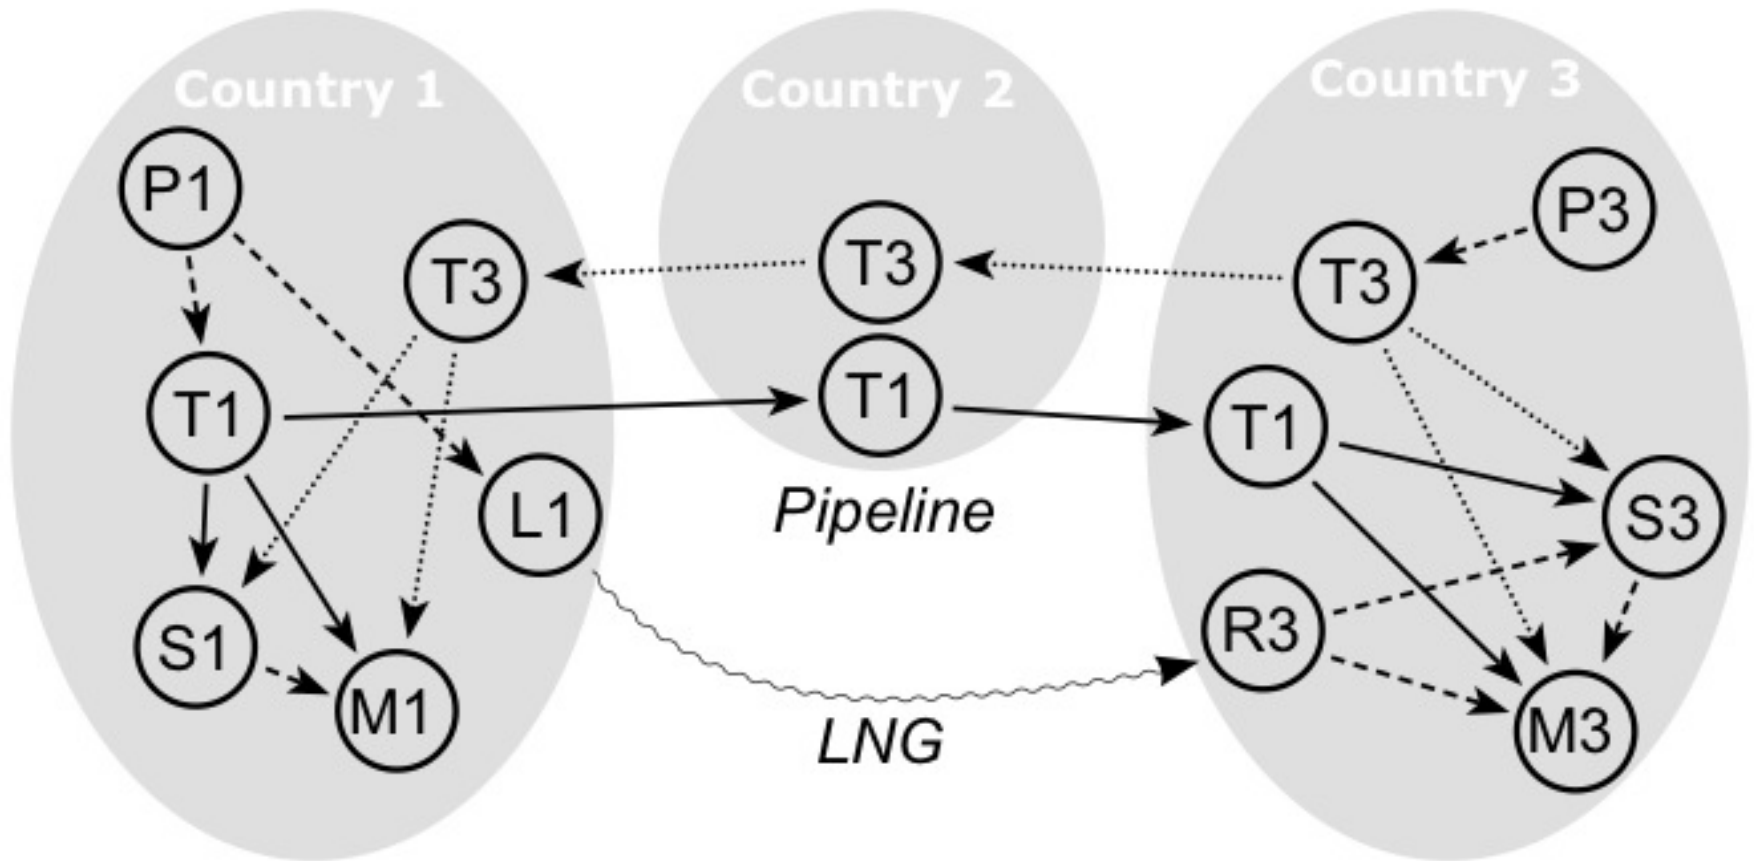 Country 1
Country 2
Country 3
P1
T3
T1
L1
S1
M1
T3
T1
Pipeline
LNG
P3
T3
T1
S3
R3
M3